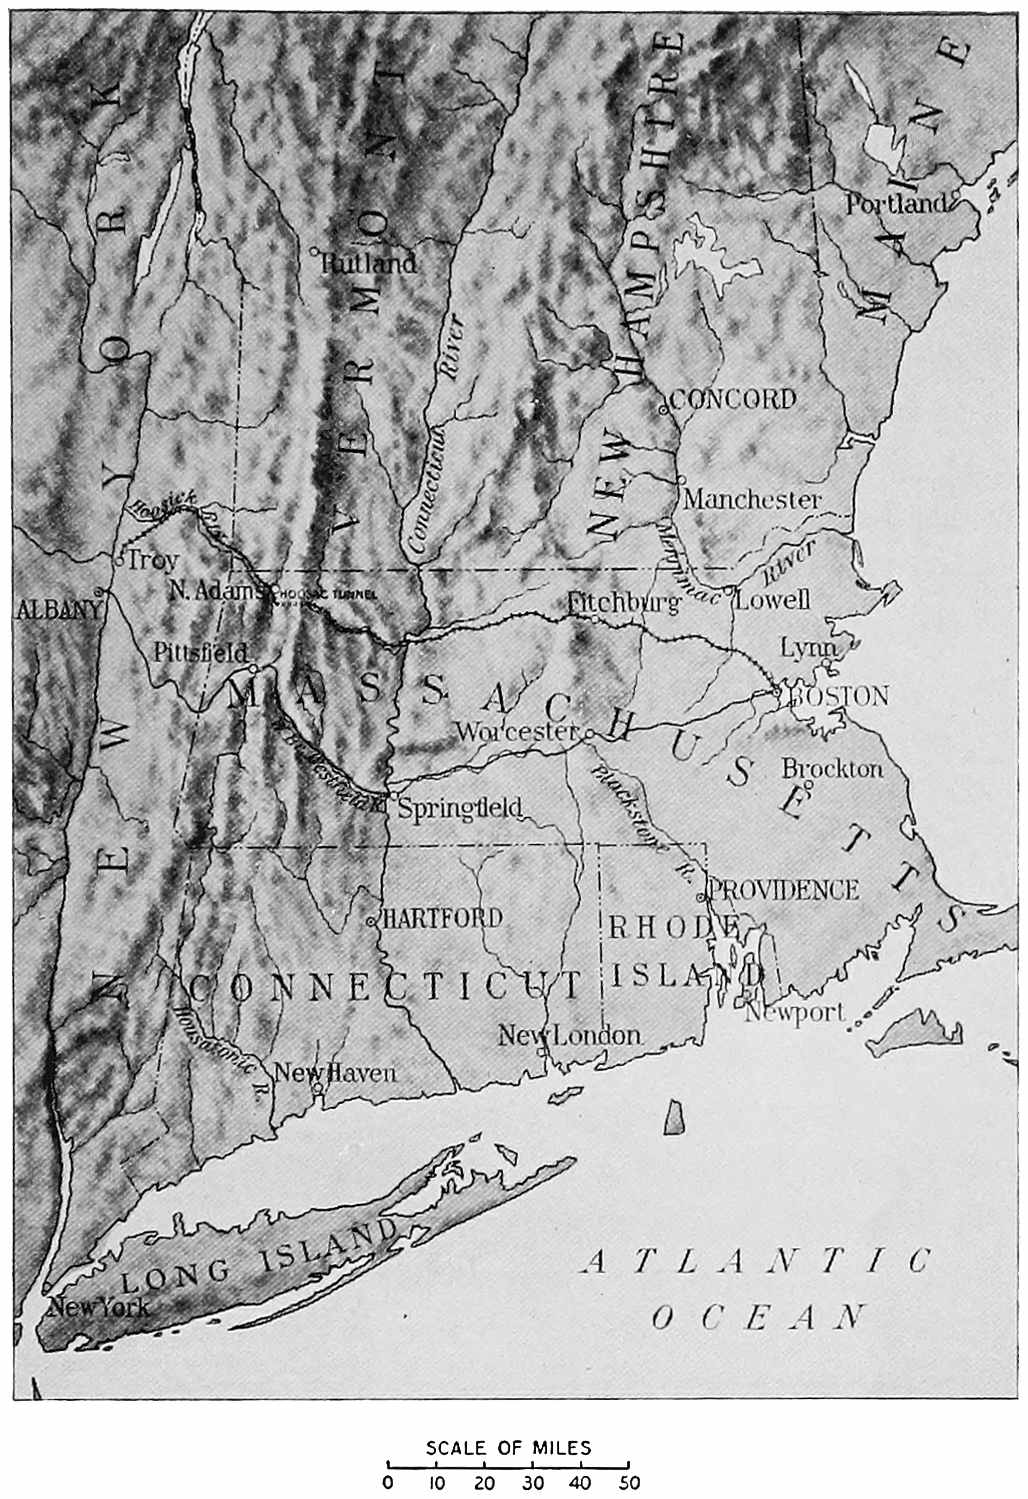 NEW YORK
VERMONT
NEW HAMPSHIRE
MAINE
Portland
Rutland
Connecticut River
CONCORD
Manchester
Hoosick Riv.
Troy
Merrimac River
N. Adams
HOOSAC TUNNEL
ALBANY
Fitchburg
Lowell
Pittsfield
Lynn
MASSACHUSETTS
BOSTON
Worcester
Westfield R.
Brockton
Springfield
Blackstone R.
PROVIDENCE
HARTFORD
RHODE
ISLAND
CONNECTICUT
Newport
Housatonic R.
New London
New Haven
LONG ISLAND
New York
ATLANTIC
OCEAN
SCALE OF MILES
0 10 20 30 40 50